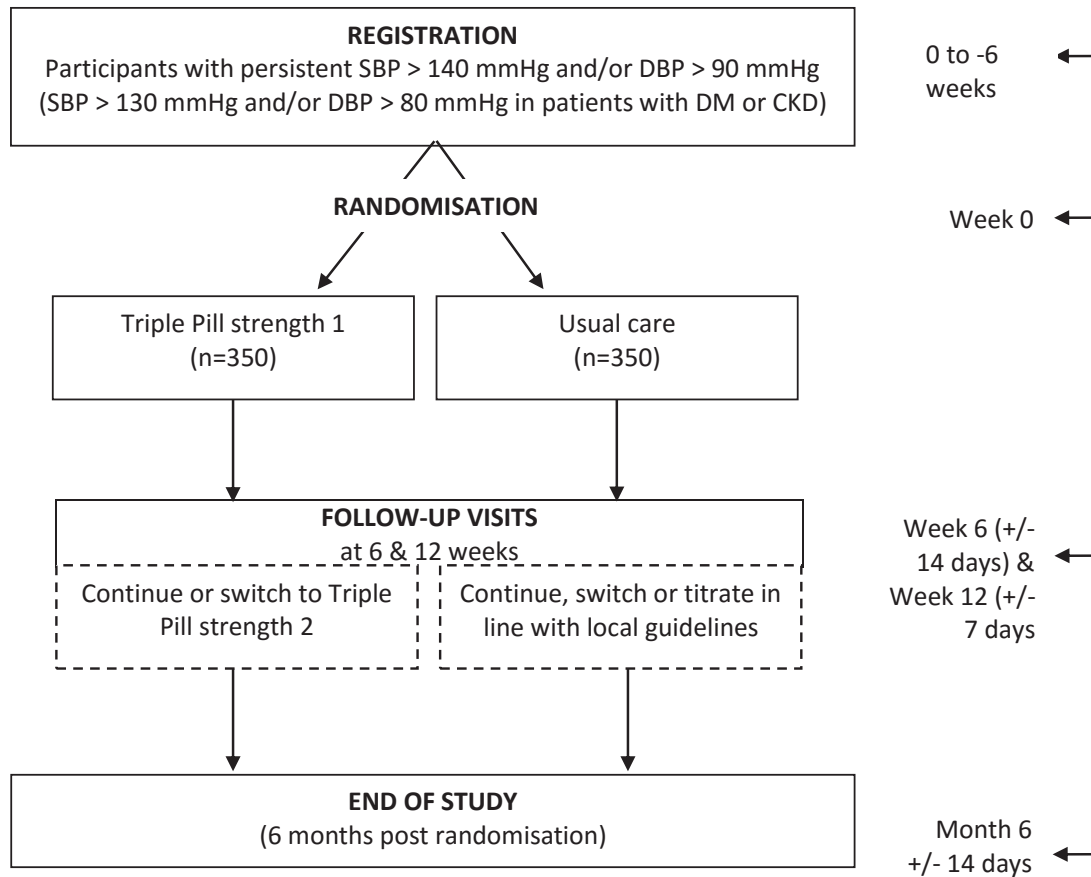 REGISTRATION
Participants with persistent SBP > 140 mmHg and/or DBP > 90 mmHg
(SBP > 130 mmHg and/or DBP > 80 mmHg in patients with DM or CKD)
0 to -6
weeks
RANDOMISATION
Week 0
Triple Pill strength 1
(n=350)
Usual care
(n=350)
FOLLOW-UP VISITS
at 6 & 12 weeks
Continue or switch to Triple
Pill strength 2
Continue, switch or titrate in
line with local guidelines
Week 6 (+/-
14 days) &
Week 12 (+/-
7 days
END OF STUDY
(6 months post randomisation)
Month 6
+/- 14 days